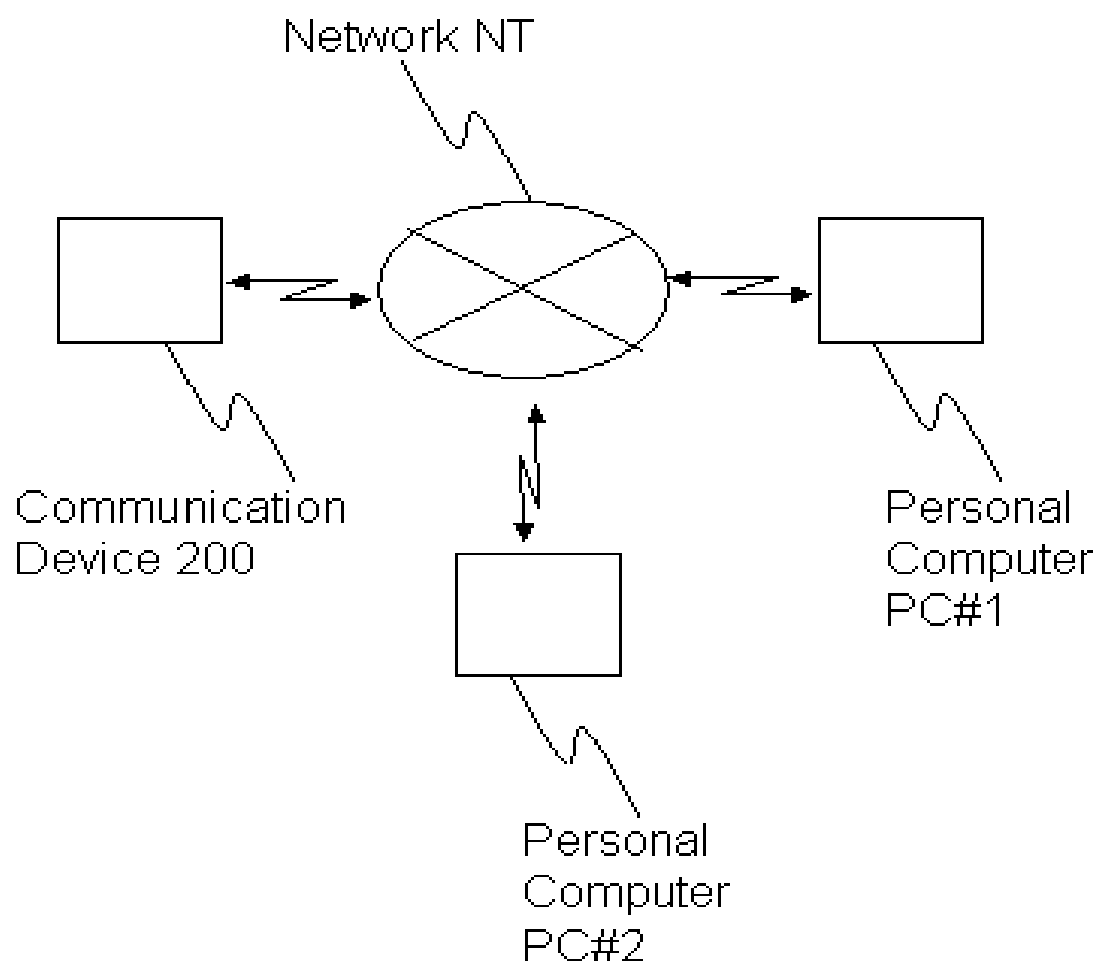 Network NT
Communication
Device 200
Personal
Computer
PC#1
Personal
Computer
PC#2